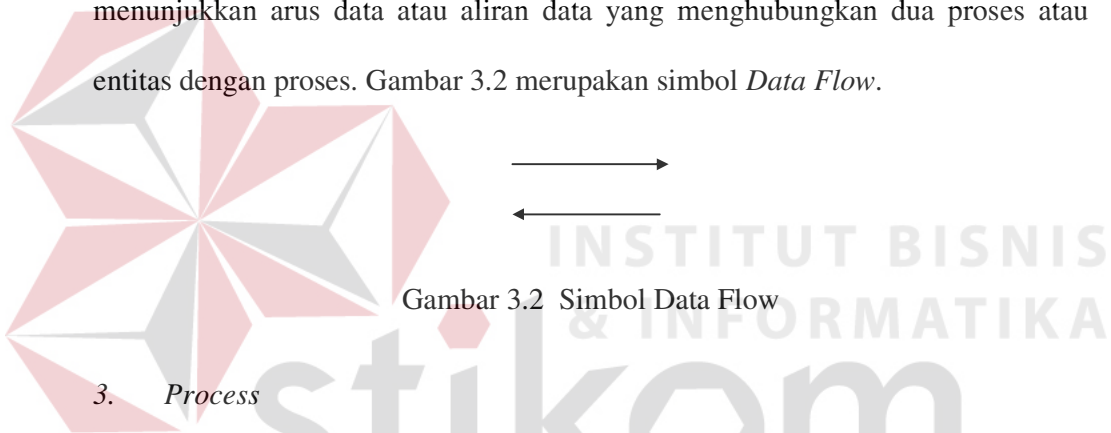 menunjukkan arus data atau aliran data yang menghubungkan dua proses atau
entitas dengan proses. Gambar 3.2 merupakan simbol Data Flow.
INSTITUT BISNIS
Gambar 3.2 Simbol Data Flow
& INFORMATIKA
3. Process
stikom